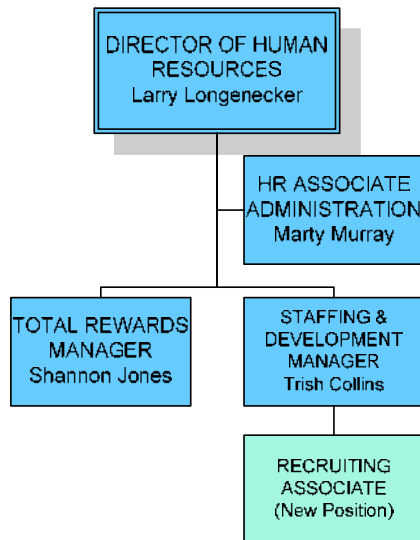 DIRECTOR OF HUMAN
RESOURCES
Larry Longenecker
HR ASSOCIATE
ADMINISTRATION
Marty Murray
TOTAL REWARDS
MANAGER
Shannon Jones
STAFFING &
DEVELOPMENT
MANAGER
Trish Collins
RECRUITING
ASSOCIATE
(New Position)